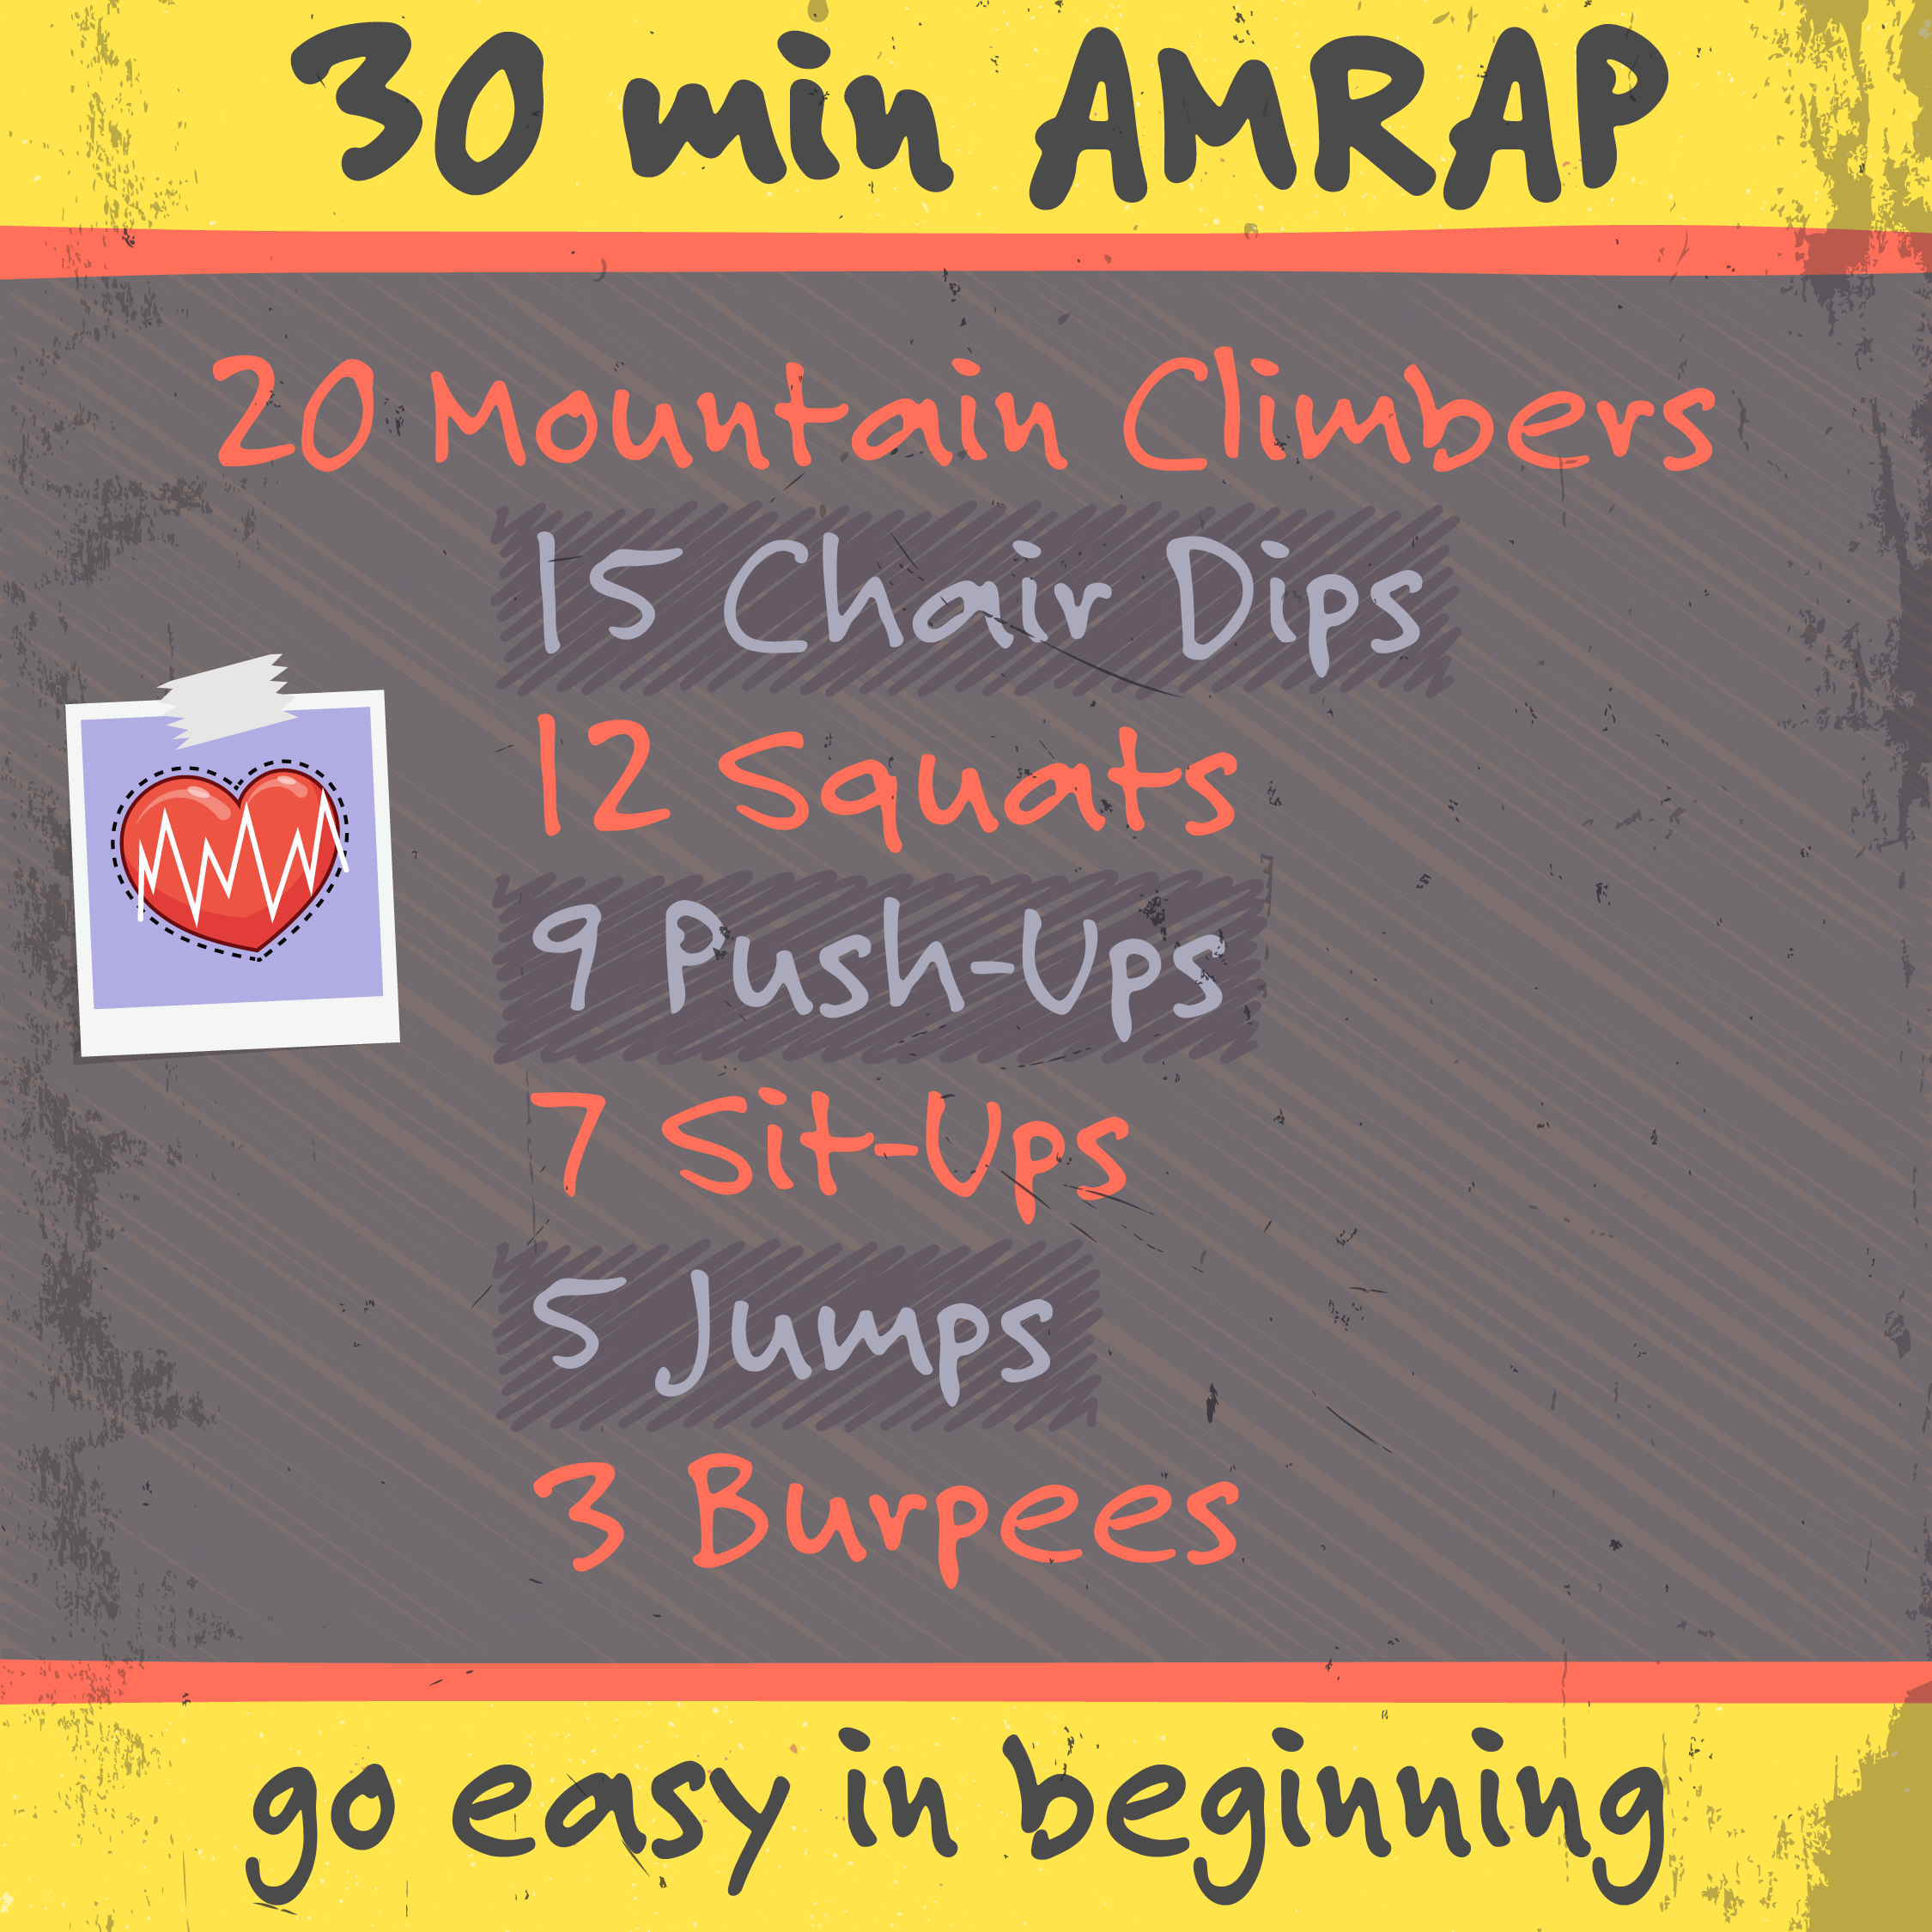 30 min AMRAP
20 Mountain Climbers
15 Chair Dips
12 Squats
9 Push-Ups
7 Sit-Ups
5 Jumps
3 Burpees
go easy in beginning